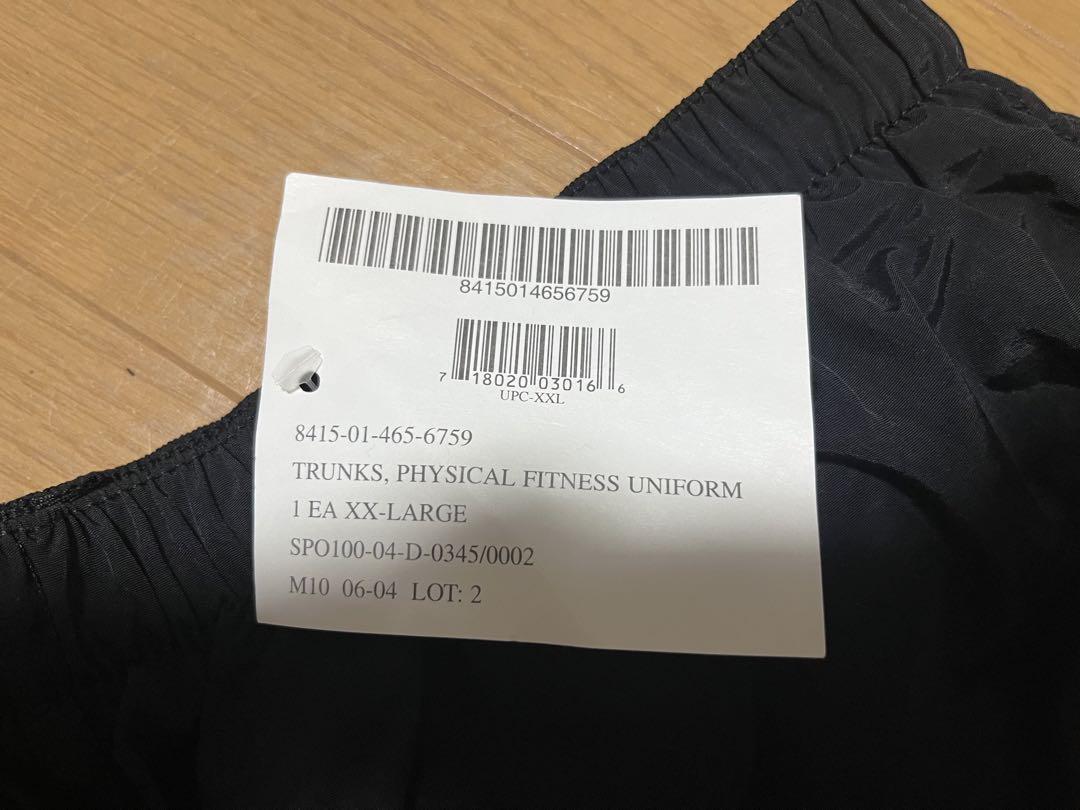 8415014656759
7 18020 03016 6
UPC-XXL
8415-01-465-6759
TRUNKS, PHYSICAL FITNESS UNIFORM
1 EA XX-LARGE
SPO100-04-D-0345/0002
M10 06-04 LOT: 2